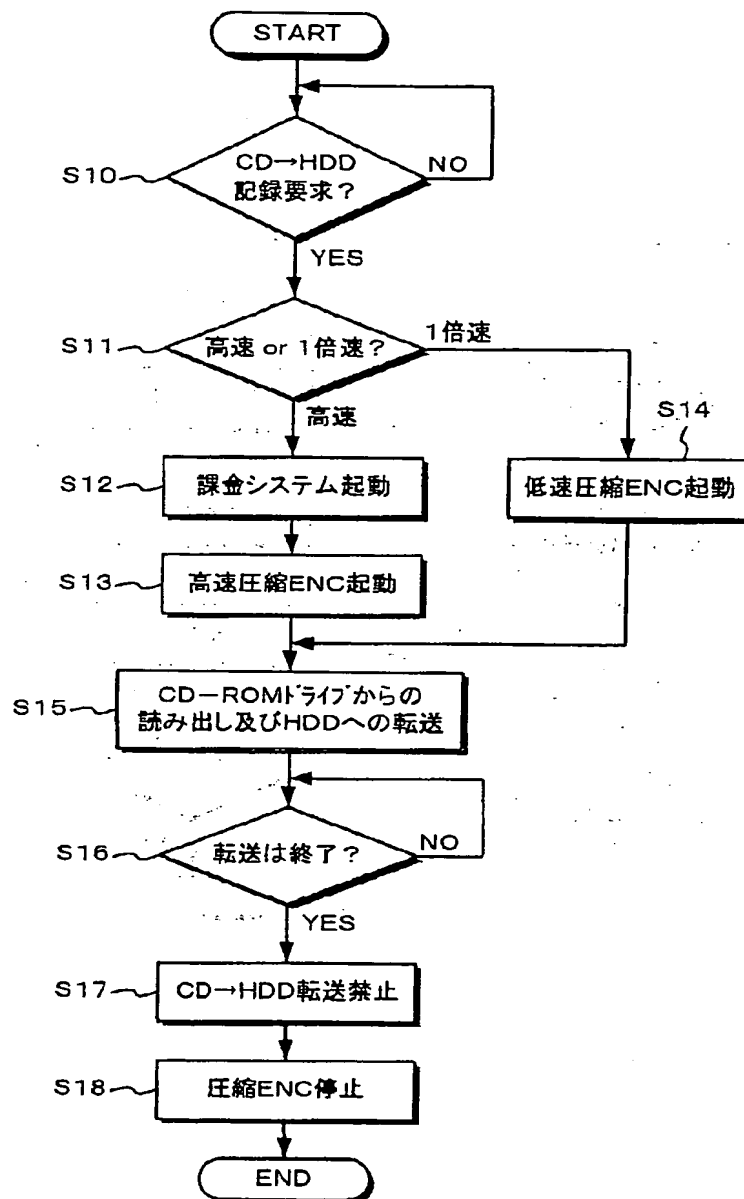 START
S10
CD→HDD
記録要求?
NO
YES
S11
高速 or 1倍速?
1倍速
高速
S14
S12
課金システム起動
低速圧縮ENC起動
S13
高速圧縮ENC起動
S15
CD-ROMドライブからの
読み出し及びHDDへの転送
S16
転送は終了?
NO
YES
S17
CD→HDD転送禁止
S18
圧縮ENC停止
END